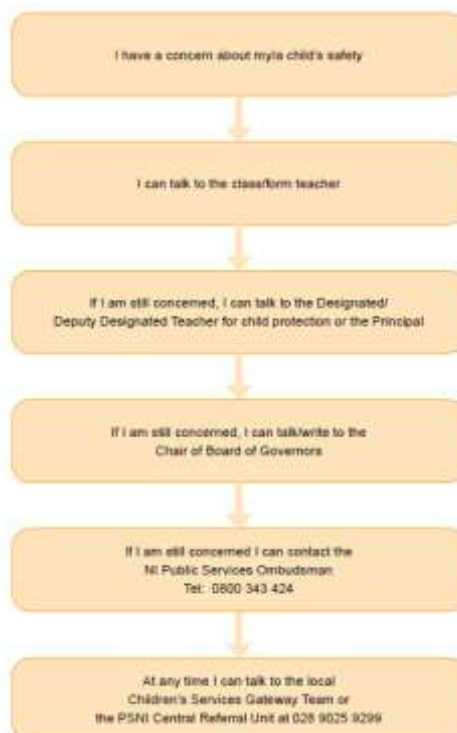 I have a concern about my/a child's safety
I can talk to the class/form teacher
If I am still concerned, I can talk to the Designated/
Deputy Designated Teacher for child protection or the Principal
If I am still concerned, I can talk/write to the
Chair of Board of Governors
If I am still concerned I can contact the
NI Public Services Ombudsman
Tel: 0800 343 424
At any time I can talk to the local
Children's Services Gateway Team or
the PSNI Central Referral Unit at 028 9025 9299